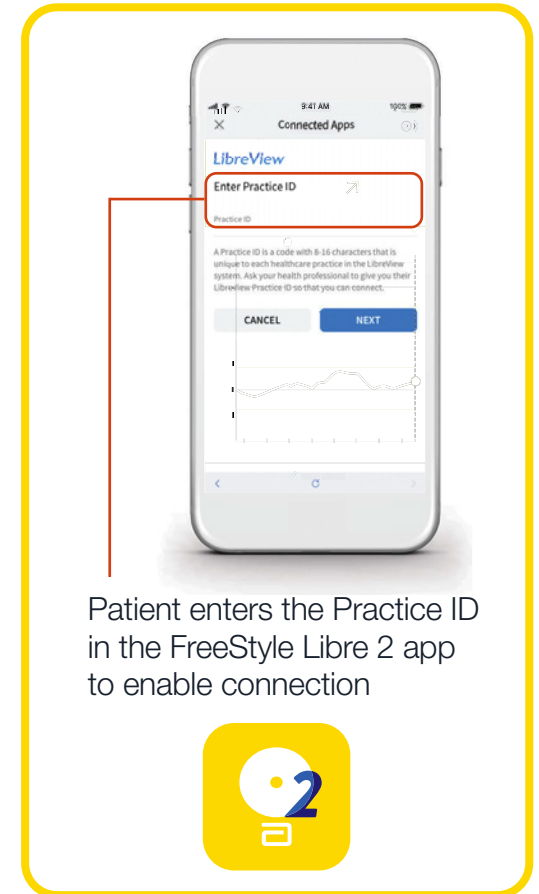 9:41 AM
100%
Connected Apps
LibreView
Enter Practice ID
Practice ID
A Practice ID is a code with 8-16 characters that is
unique to each healthcare practice in the LibreView
system. Ask your health professional to give you their
LibreView Practice ID so that you can connect.
CANCEL
NEXT
Patient enters the Practice ID
in the FreeStyle Libre 2 app
to enable connection
2